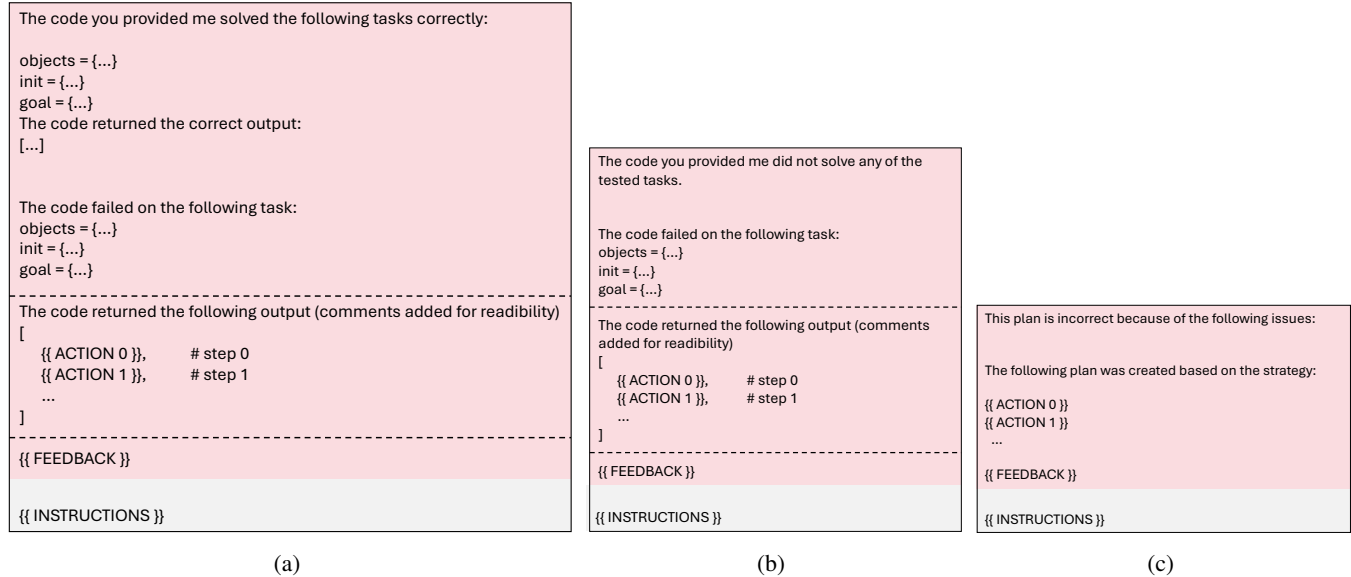 The code you provided me solved the following tasks correctly:
objects = {...}
init = {...}
goal = {...}
The code returned the correct output:
[...]
The code failed on the following task:
objects = {...}
init = {...}
goal = {...}
The code returned the following output (comments added for readibility)
[
{{ ACTION 0 }}, # step 0
{{ ACTION 1 }}, # step 1
...
]
{{ FEEDBACK }}
{{ INSTRUCTIONS }}
(a)
The code you provided me did not solve any of the
tested tasks.
The code failed on the following task:
objects = {...}
init = {...}
goal = {...}
The code returned the following output (comments
added for readibility)
[
{{ ACTION 0 }}, # step 0
{{ ACTION 1 }}, # step 1
...
]
{{ FEEDBACK }}
{{ INSTRUCTIONS }}
(b)
This plan is incorrect because of the following issues:
The following plan was created based on the strategy:
{{ ACTION 0 }}
{{ ACTION 1 }}
...
{{ FEEDBACK }}
{{ INSTRUCTIONS }}
(c)